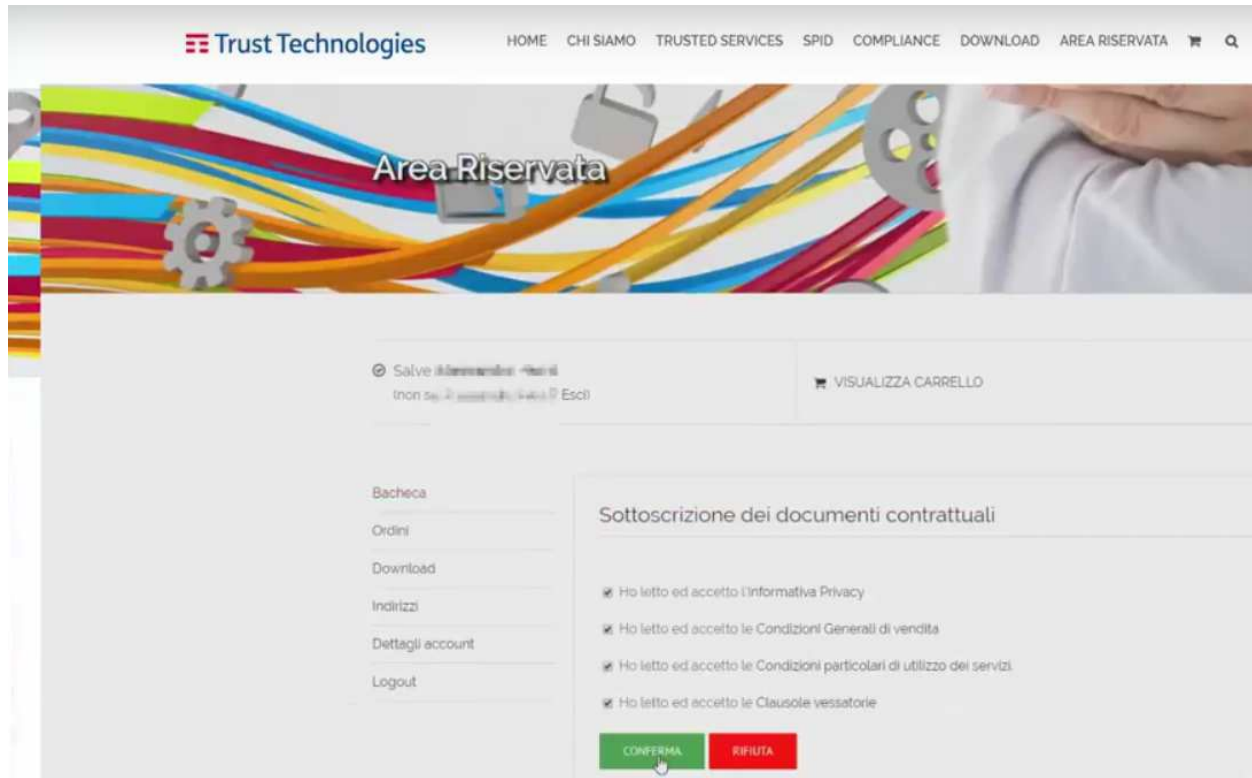 Trust Technologies
HOME CHI SIAMO TRUSTED SERVICES SPID COMPLIANCE DOWNLOAD AREA RISERVATA
Area Riservata
Salve
(non Esci)
VISUALIZZA CARRELLO
Bacheca
Ordini
Download
Indirizzi
Dettagli account
Logout
Sottoscrizione dei documenti contrattuali
Ho letto ed accetto l'Informativa Privacy
Ho letto ed accetto le Condizioni Generali di vendita
Ho letto ed accetto le Condizioni particolari di utilizzo dei servizi.
Ho letto ed accetto le Clausole vessatorie
CONFERMA RIFIUTA